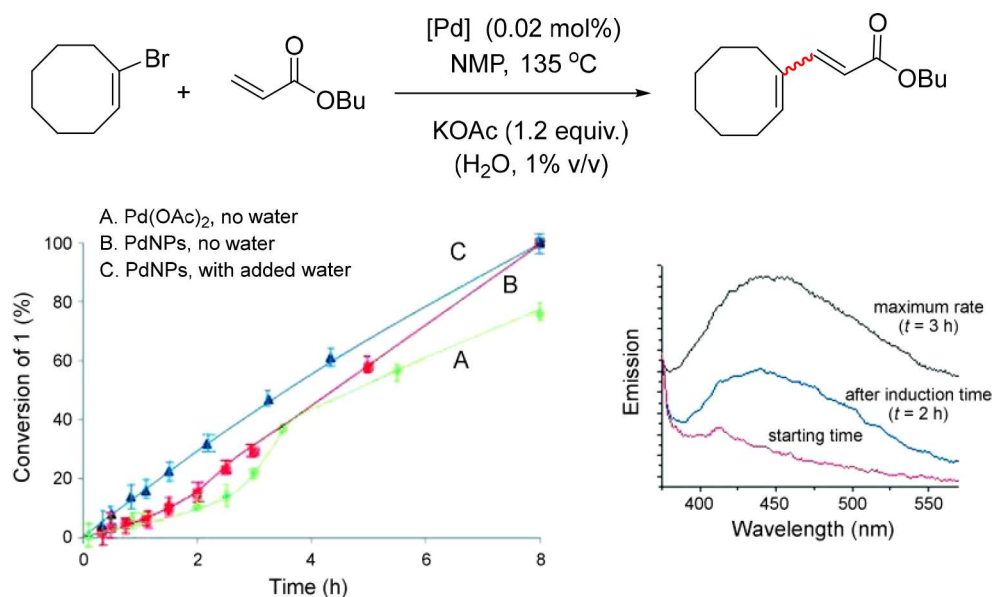 [Pd] (0.02 mol%)
NMP, 135 °C
KOAc (1.2 equiv.)
(H₂O, 1% v/v)
Br
+
O
OBu
O
OBu
A. Pd(OAc)₂, no water
B. PdNPs, no water
C. PdNPs, with added water
Conversion of 1 (%)
100
80
60
40
20
0
C
B
A
0
2
4
6
8
Time (h)
Emission
maximum rate
(t = 3 h)
after induction time
(t = 2 h)
starting time
400
450
500
550
Wavelength (nm)